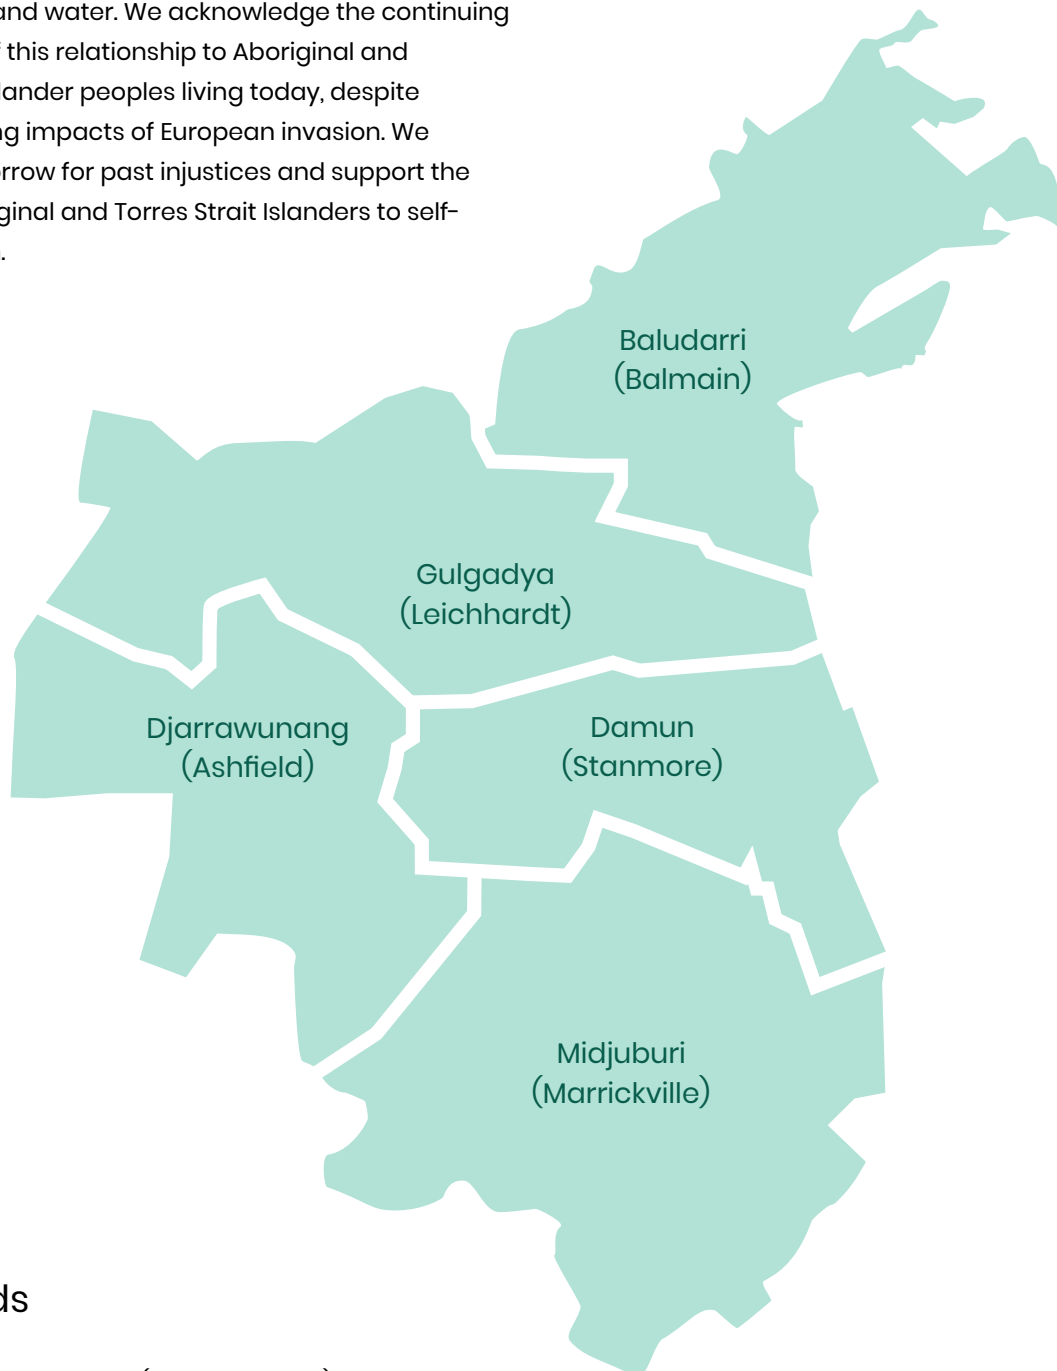 and water. We acknowledge the continuing
this relationship to Aboriginal and
lander peoples living today, despite
ng impacts of European invasion. We
rrow for past injustices and support the
ginal and Torres Strait Islanders to self-
Baludarri
(Balmain)
Gulgadya
(Leichhardt)
Djarrawunang
(Ashfield)
Damun
(Stanmore)
Midjuburi
(Marrickville)
ds